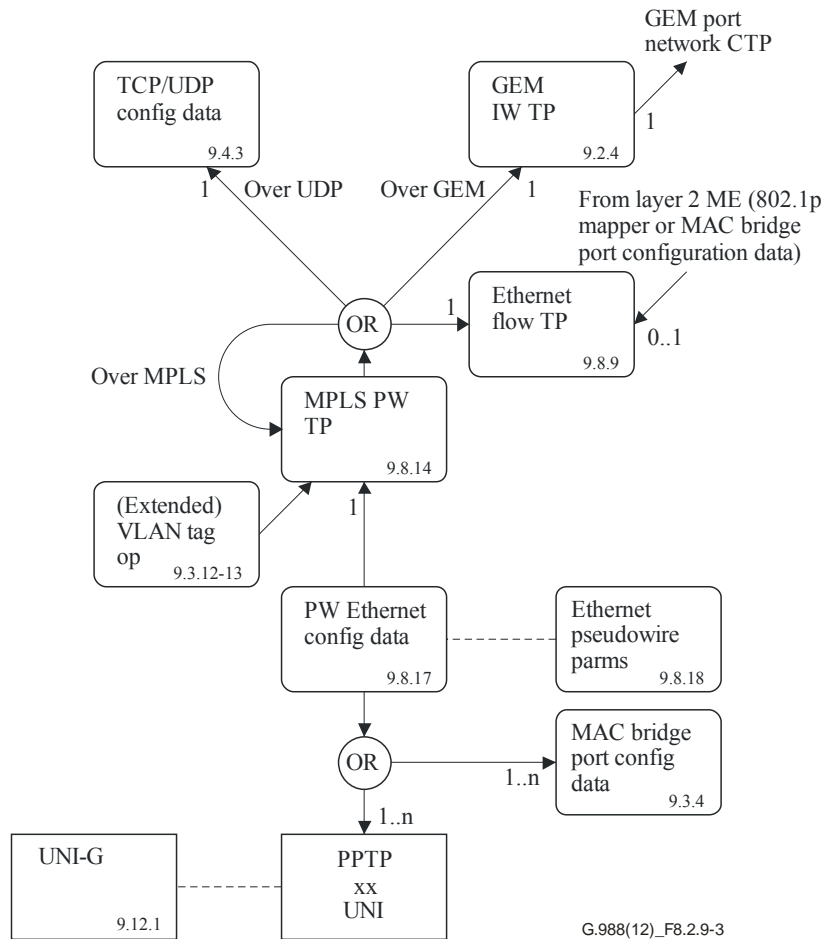 GEM port
network CTP
TCP/UDP
config data
9.4.3
GEM
IW TP
9.2.4
1
1
Over UDP
Over GEM
1
From layer 2 ME (802.1p
mapper or MAC bridge
port configuration data)
OR
1
Ethernet
flow TP
9.8.9
0..1
Over MPLS
MPLS PW
TP
9.8.14
(Extended)
VLAN tag
op
9.3.12-13
1
PW Ethernet
config data
9.8.17
Ethernet
pseudowire
parms
9.8.18
OR
1..n
MAC bridge
port config
data
9.3.4
1..n
UNI-G
9.12.1
PPTP
xx
UNI
G.988(12)_F8.2.9-3